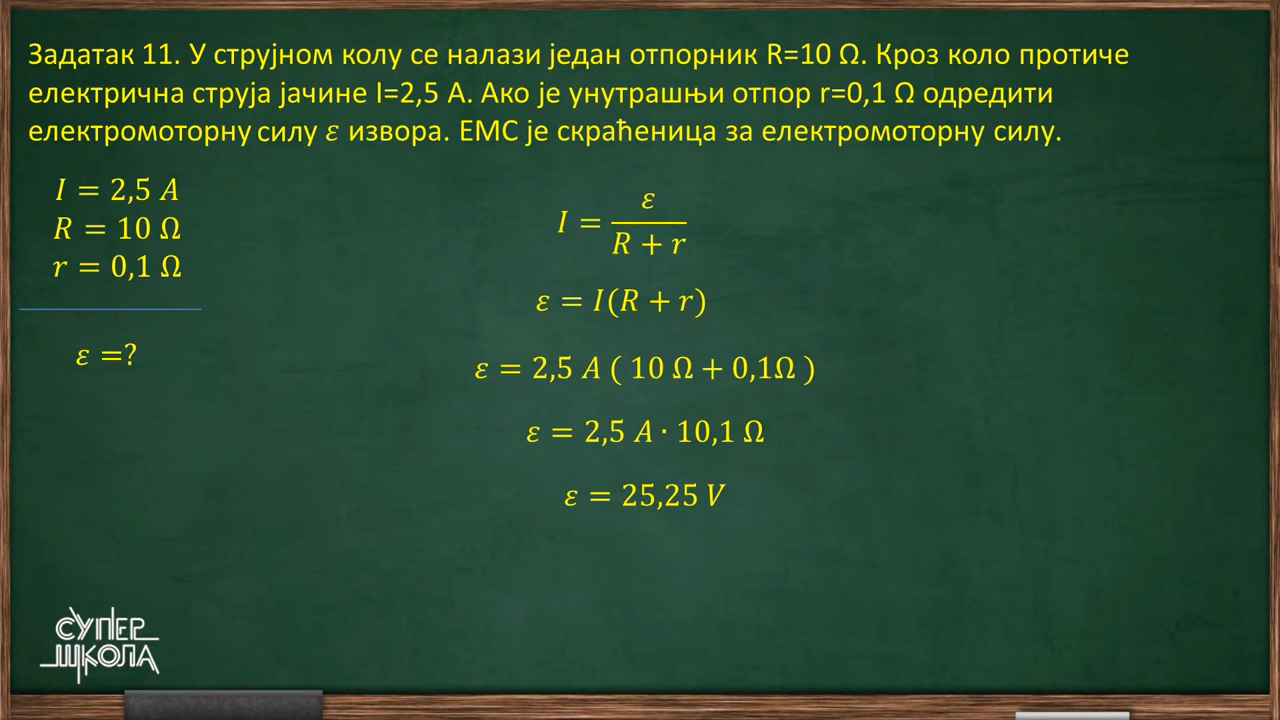 Задатак 11. У струјном колу се налази један отпорник R=10 Ω. Кроз коло протиче
електрична струја јачине I=2,5 A. Ако је унутрашњи отпор r=0,1 Ω одредити
електромоторну силу ε извора. ЕМС је скраћеница за електромоторну силу.
I = 2,5 A
R = 10 Ω
r = 0,1 Ω
ε =?
I = ε / (R + r)
ε = I(R + r)
ε = 2,5 A ( 10 Ω + 0,1Ω )
ε = 2,5 A · 10,1 Ω
ε = 25,25 V
СУПЕР
ШКОЛА